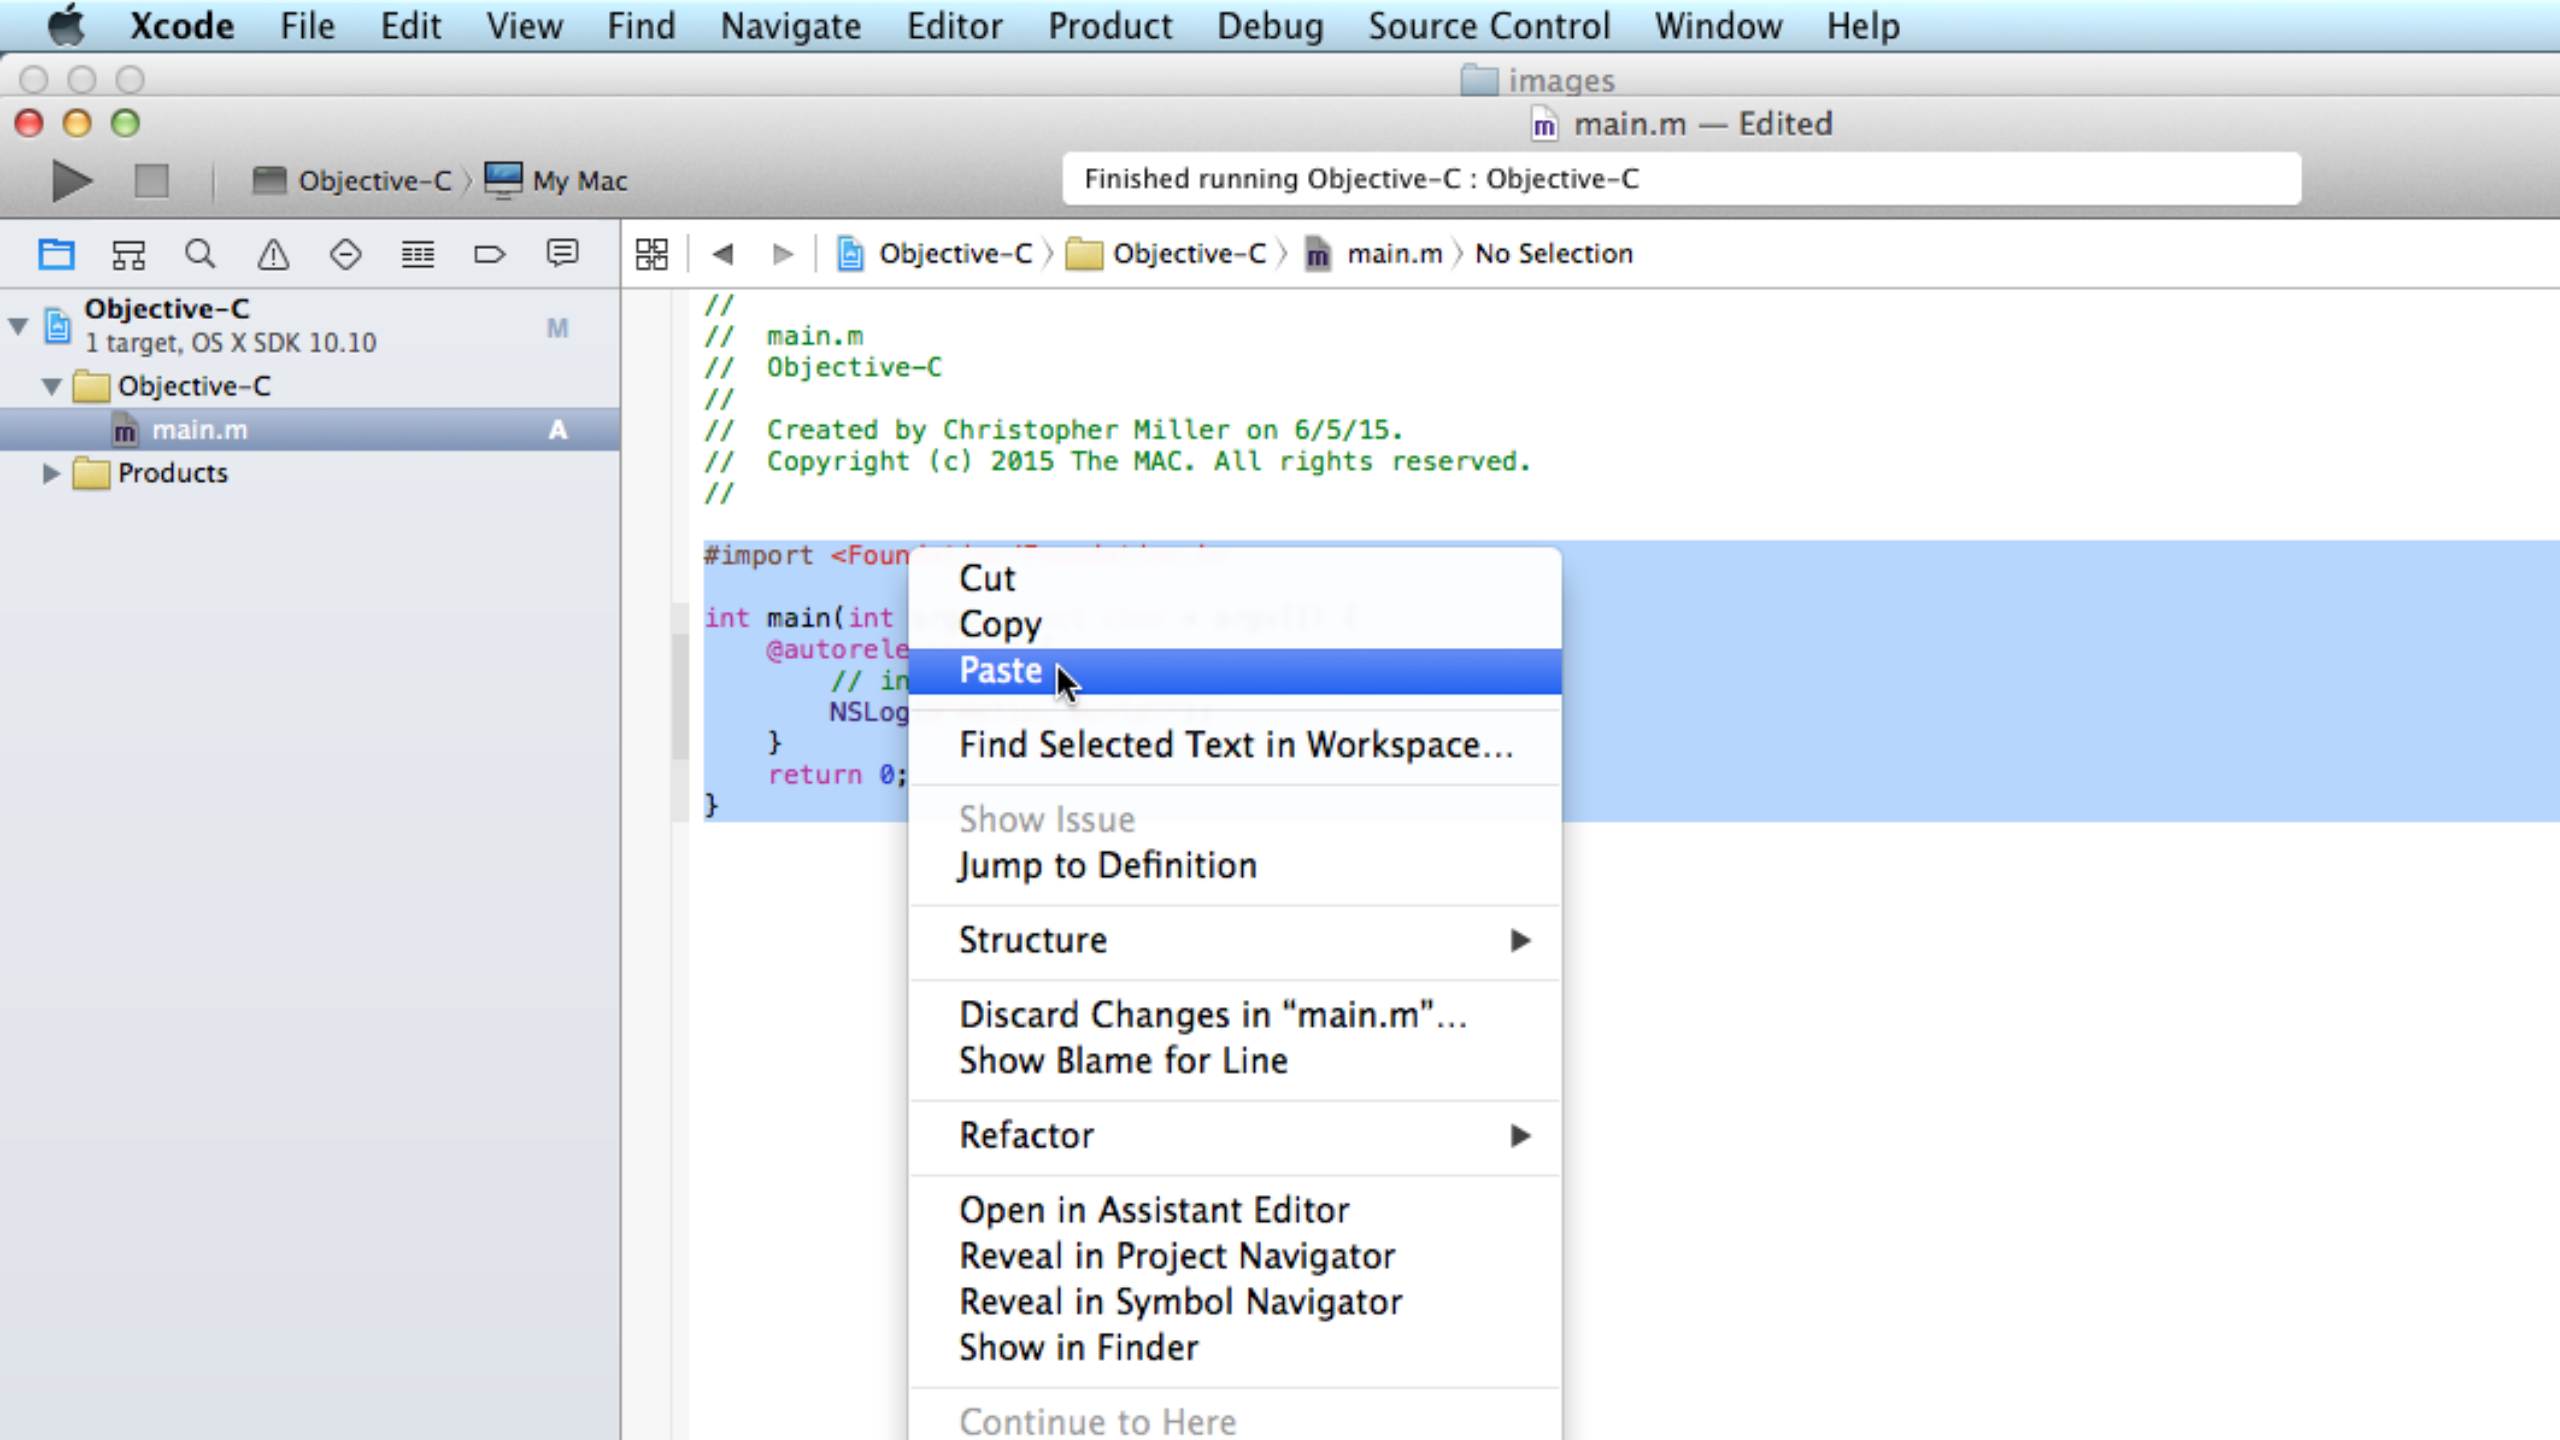 Xcode File Edit View Find Navigate Editor Product Debug Source Control Window Help
images
main.m — Edited
Objective-C My Mac
Finished running Objective-C : Objective-C
Objective-C Objective-C main.m No Selection
Objective-C
1 target, OS X SDK 10.10 M
Objective-C
main.m A
Products
//
// main.m
// Objective-C
//
// Created by Christopher Miller on 6/5/15.
// Copyright (c) 2015 The MAC. All rights reserved.
//
#import <Foun
int main(int
@autorele
// in
NSLog
}
return 0;
}
Cut
Copy
Paste
Find Selected Text in Workspace...
Show Issue
Jump to Definition
Structure
Discard Changes in “main.m”...
Show Blame for Line
Refactor
Open in Assistant Editor
Reveal in Project Navigator
Reveal in Symbol Navigator
Show in Finder
Continue to Here